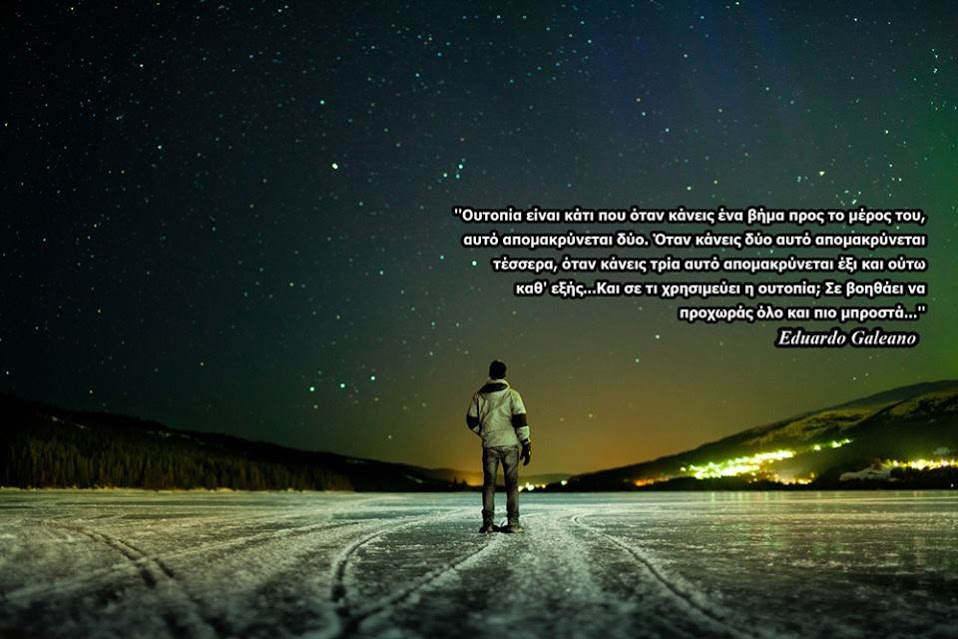 ''Ουτοπία είναι κάτι που όταν κάνεις ένα βήμα προς το μέρος του,
αυτό απομακρύνεται δύο. Όταν κάνεις δύο αυτό απομακρύνεται
τέσσερα, όταν κάνεις τρία αυτό απομακρύνεται έξι και ούτω
καθ' εξής...Και σε τι χρησιμεύει η ουτοπία; Σε βοηθάει να
προχωράς όλο και πιο μπροστά...''
Eduardo Galeano